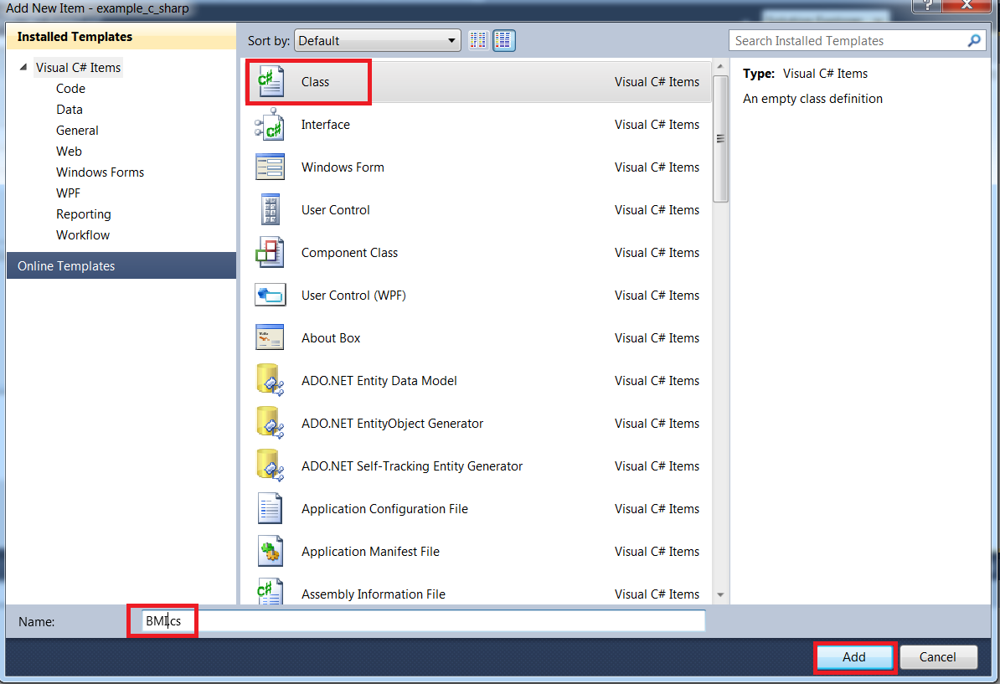 Add New Item - example_c_sharp
Installed Templates
Visual C# Items
Code
Data
General
Web
Windows Forms
WPF
Reporting
Workflow
Online Templates
Sort by: Default
Search Installed Templates
Class Visual C# Items
Interface Visual C# Items
Windows Form Visual C# Items
User Control Visual C# Items
Component Class Visual C# Items
User Control (WPF) Visual C# Items
About Box Visual C# Items
ADO.NET Entity Data Model Visual C# Items
ADO.NET EntityObject Generator Visual C# Items
ADO.NET Self-Tracking Entity Generator Visual C# Items
Application Configuration File Visual C# Items
Application Manifest File Visual C# Items
Assembly Information File Visual C# Items
Type: Visual C# Items
An empty class definition
Name: BMI.cs
Add Cancel